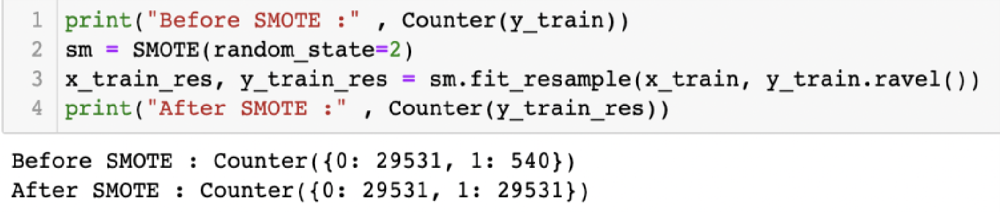 1 print("Before SMOTE :" , Counter(y_train))
2 sm = SMOTE(random_state=2)
3 x_train_res, y_train_res = sm.fit_resample(x_train, y_train.ravel())
4 print("After SMOTE :" , Counter(y_train_res))
Before SMOTE : Counter({0: 29531, 1: 540})
After SMOTE : Counter({0: 29531, 1: 29531})